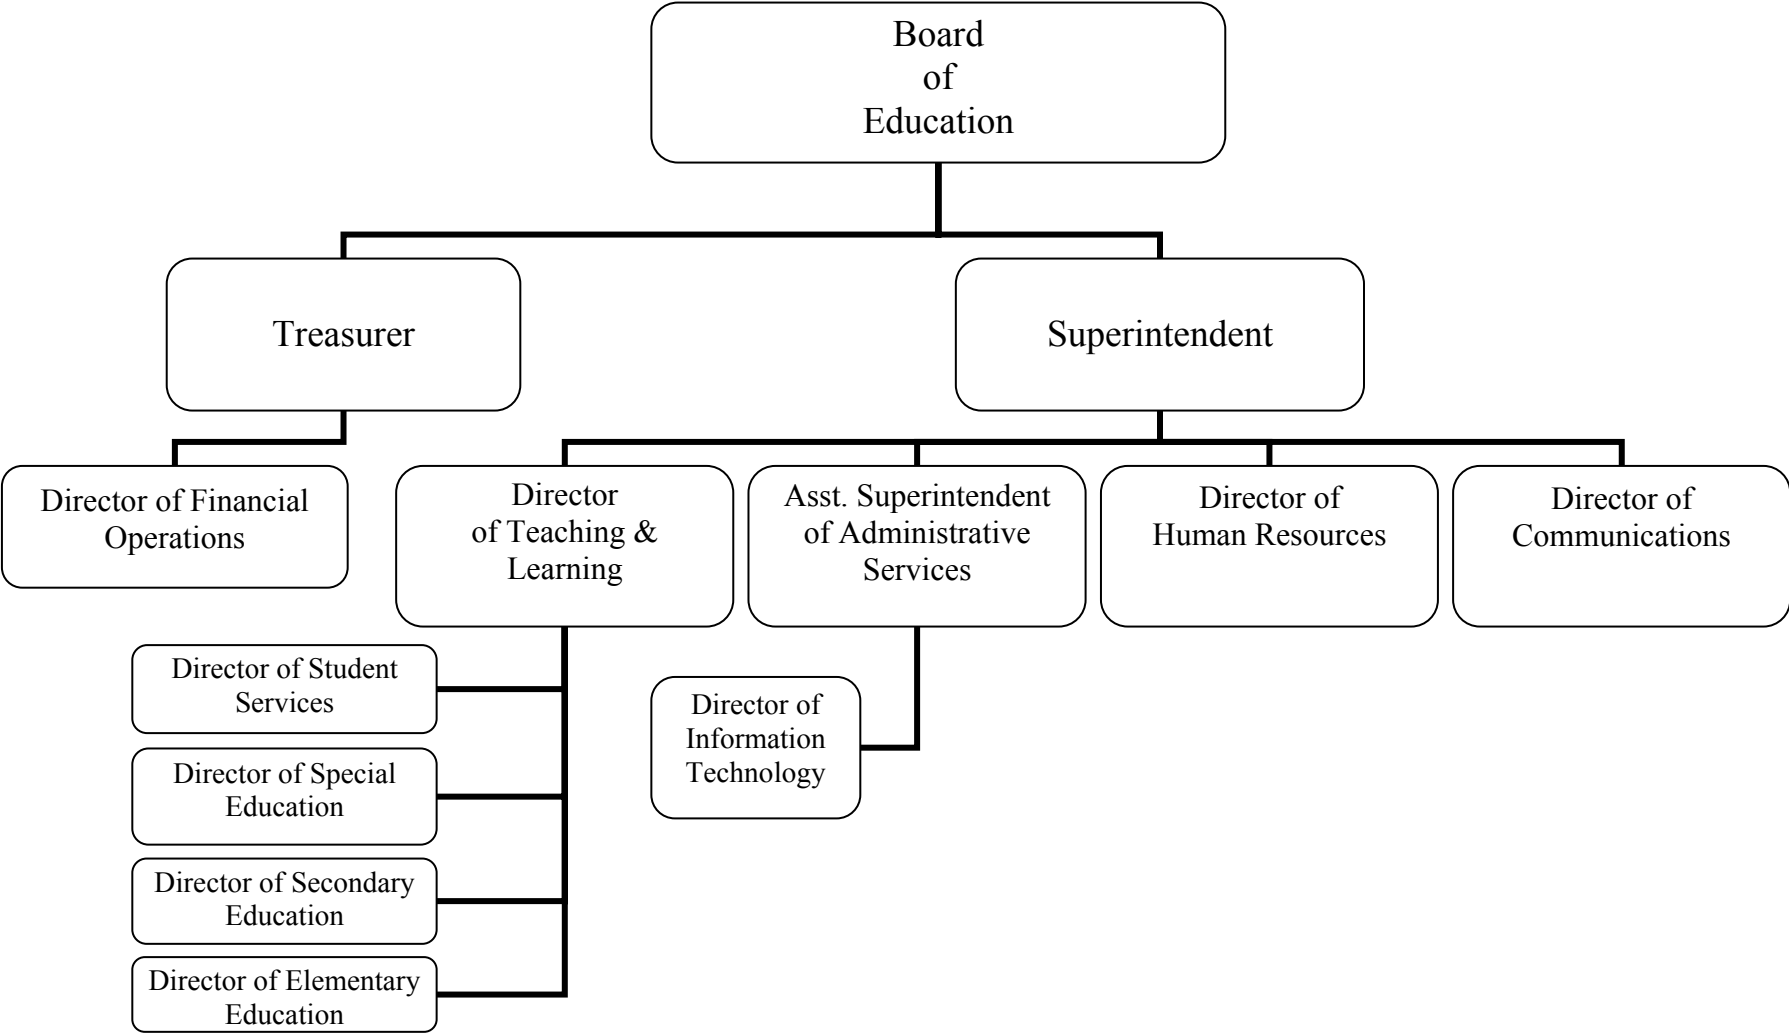 Board
of
Education
Treasurer
Superintendent
Director of Financial
Operations
Director
of Teaching &
Learning
Asst. Superintendent
of Administrative
Services
Director of
Human Resources
Director of
Communications
Director of Student
Services
Director of Special
Education
Director of Secondary
Education
Director of Elementary
Education
Director of
Information
Technology